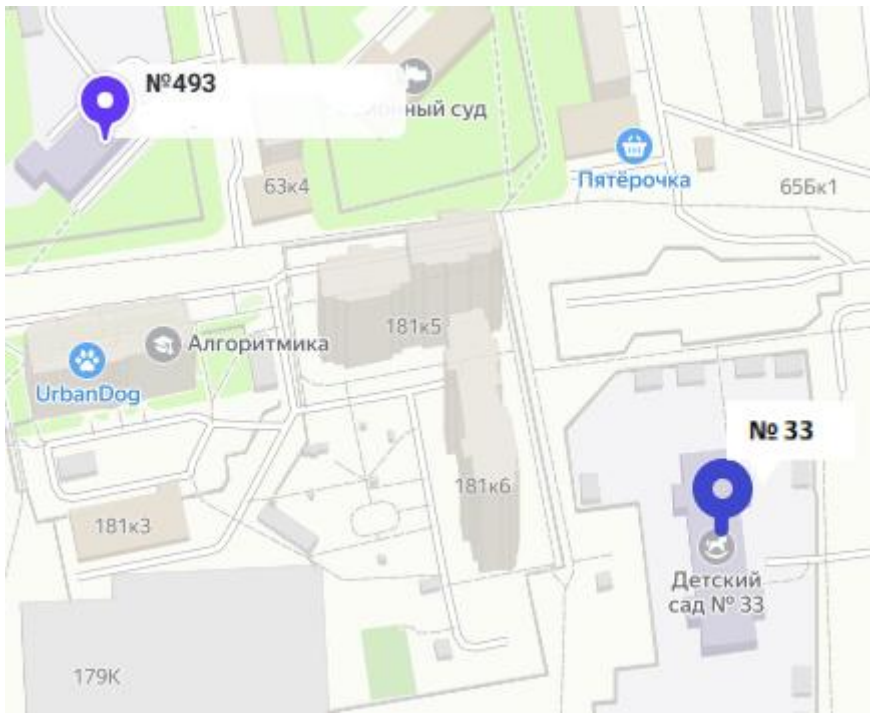 №493
ный суд
63к4
Пятёрочка
65Бк1
181к5
Алгоритмика
UrbanDog
№ 33
181к6
181к3
Детский
сад № 33
179К